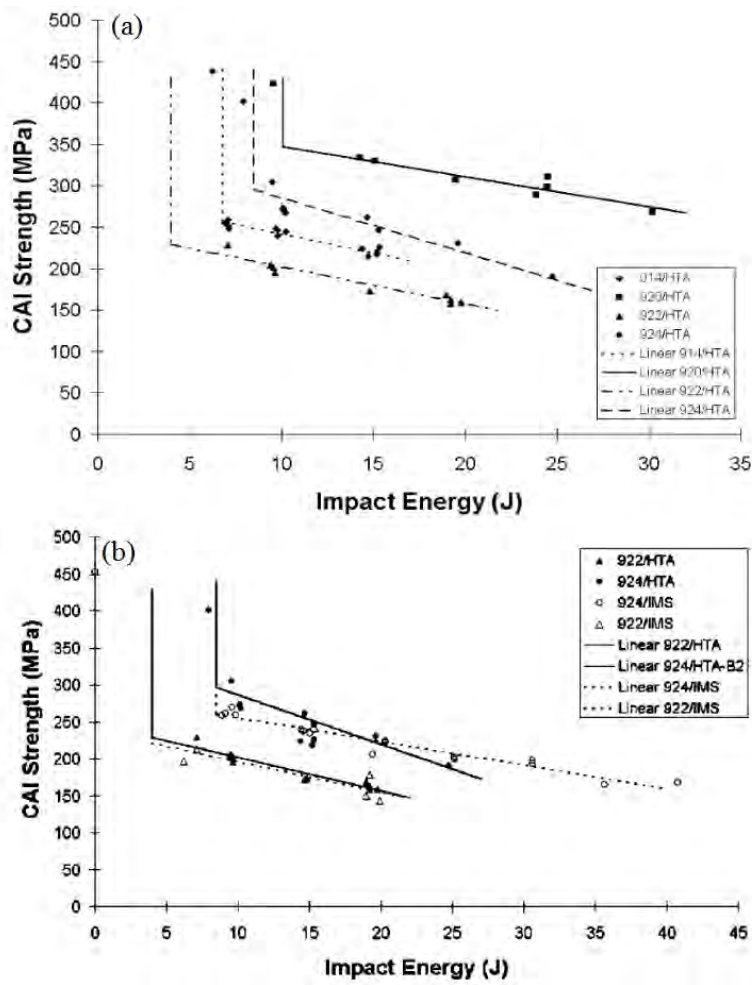 (a)
500
450
400
350
300
250
200
150
100
50
0
CAI Strength (MPa)
0 5 10 15 20 25 30 35
Impact Energy (J)
914/HTA
920/HTA
922/HTA
924/HTA
Linear 914/HTA
Linear 920/HTA
Linear 922/HTA
Linear 924/HTA
(b)
500
450
400
350
300
250
200
150
100
50
0
CAI Strength (MPa)
0 5 10 15 20 25 30 35 40 45
Impact Energy (J)
922/HTA
924/HTA
924/IMS
922/IMS
Linear 922/HTA
Linear 924/HTA-B2
Linear 924/IMS
Linear 922/IMS